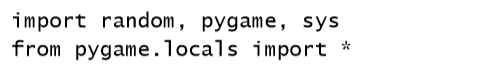 import random, pygame, sys
from pygame.locals import *